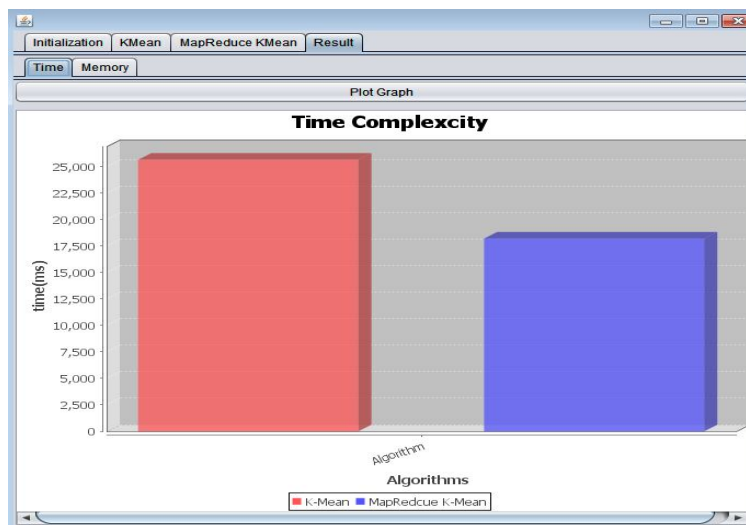 Initialization KMean MapReduce KMean Result
Time Memory
Plot Graph
Time Complexcity
25,000
22,500
20,000
17,500
15,000
12,500
10,000
7,500
5,000
2,500
0
time(ms)
Algorithm
Algorithms
K-Mean MapRedcue K-Mean